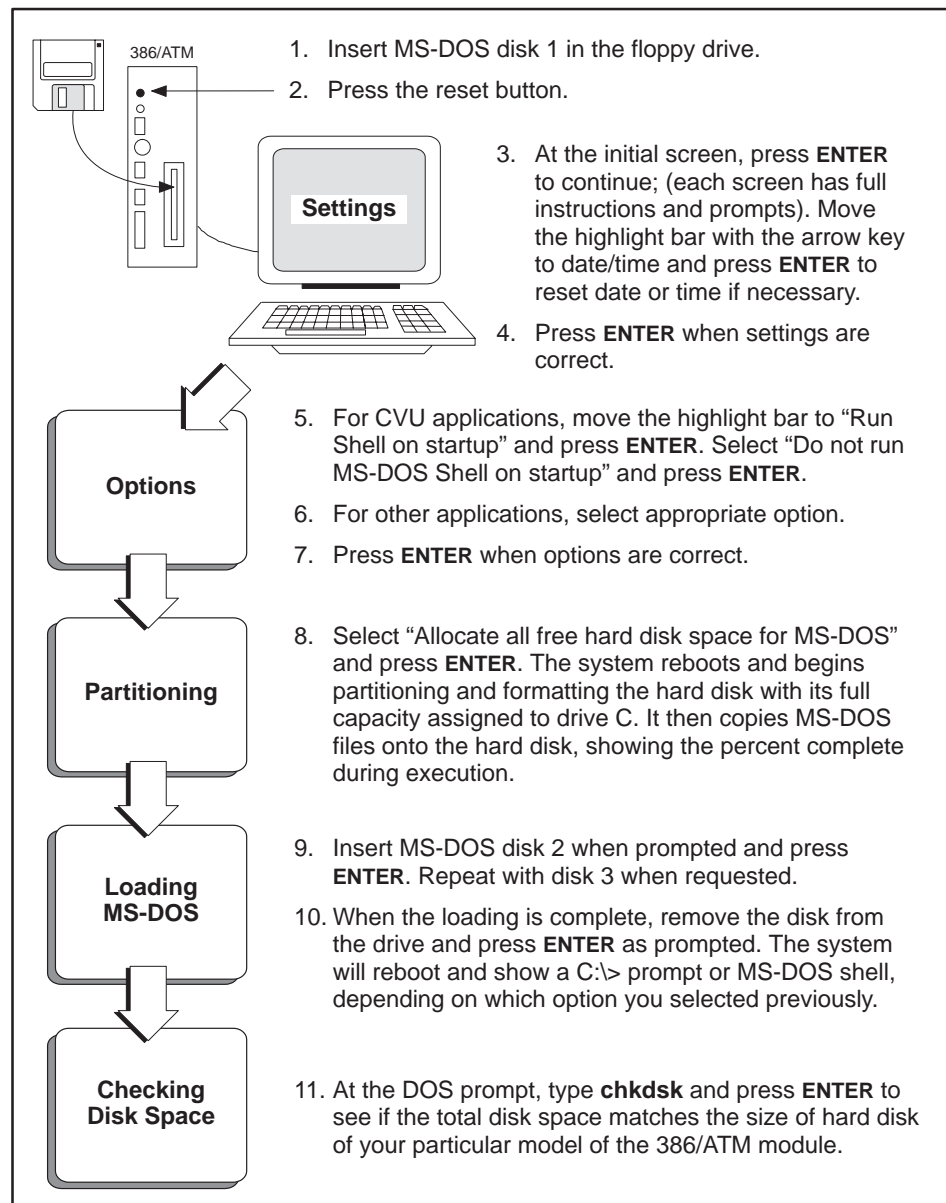 386/ATM
1. Insert MS-DOS disk 1 in the floppy drive.
2. Press the reset button.
Settings
3. At the initial screen, press ENTER
to continue; (each screen has full
instructions and prompts). Move
the highlight bar with the arrow key
to date/time and press ENTER to
reset date or time if necessary.
4. Press ENTER when settings are
correct.
Options
5. For CVU applications, move the highlight bar to “Run
Shell on startup” and press ENTER. Select “Do not run
MS-DOS Shell on startup” and press ENTER.
6. For other applications, select appropriate option.
7. Press ENTER when options are correct.
Partitioning
8. Select “Allocate all free hard disk space for MS-DOS”
and press ENTER. The system reboots and begins
partitioning and formatting the hard disk with its full
capacity assigned to drive C. It then copies MS-DOS
files onto the hard disk, showing the percent complete
during execution.
Loading
MS-DOS
9. Insert MS-DOS disk 2 when prompted and press
ENTER. Repeat with disk 3 when requested.
10. When the loading is complete, remove the disk from
the drive and press ENTER as prompted. The system
will reboot and show a C:\> prompt or MS-DOS shell,
depending on which option you selected previously.
Checking
Disk Space
11. At the DOS prompt, type chkdsk and press ENTER to
see if the total disk space matches the size of hard disk
of your particular model of the 386/ATM module.